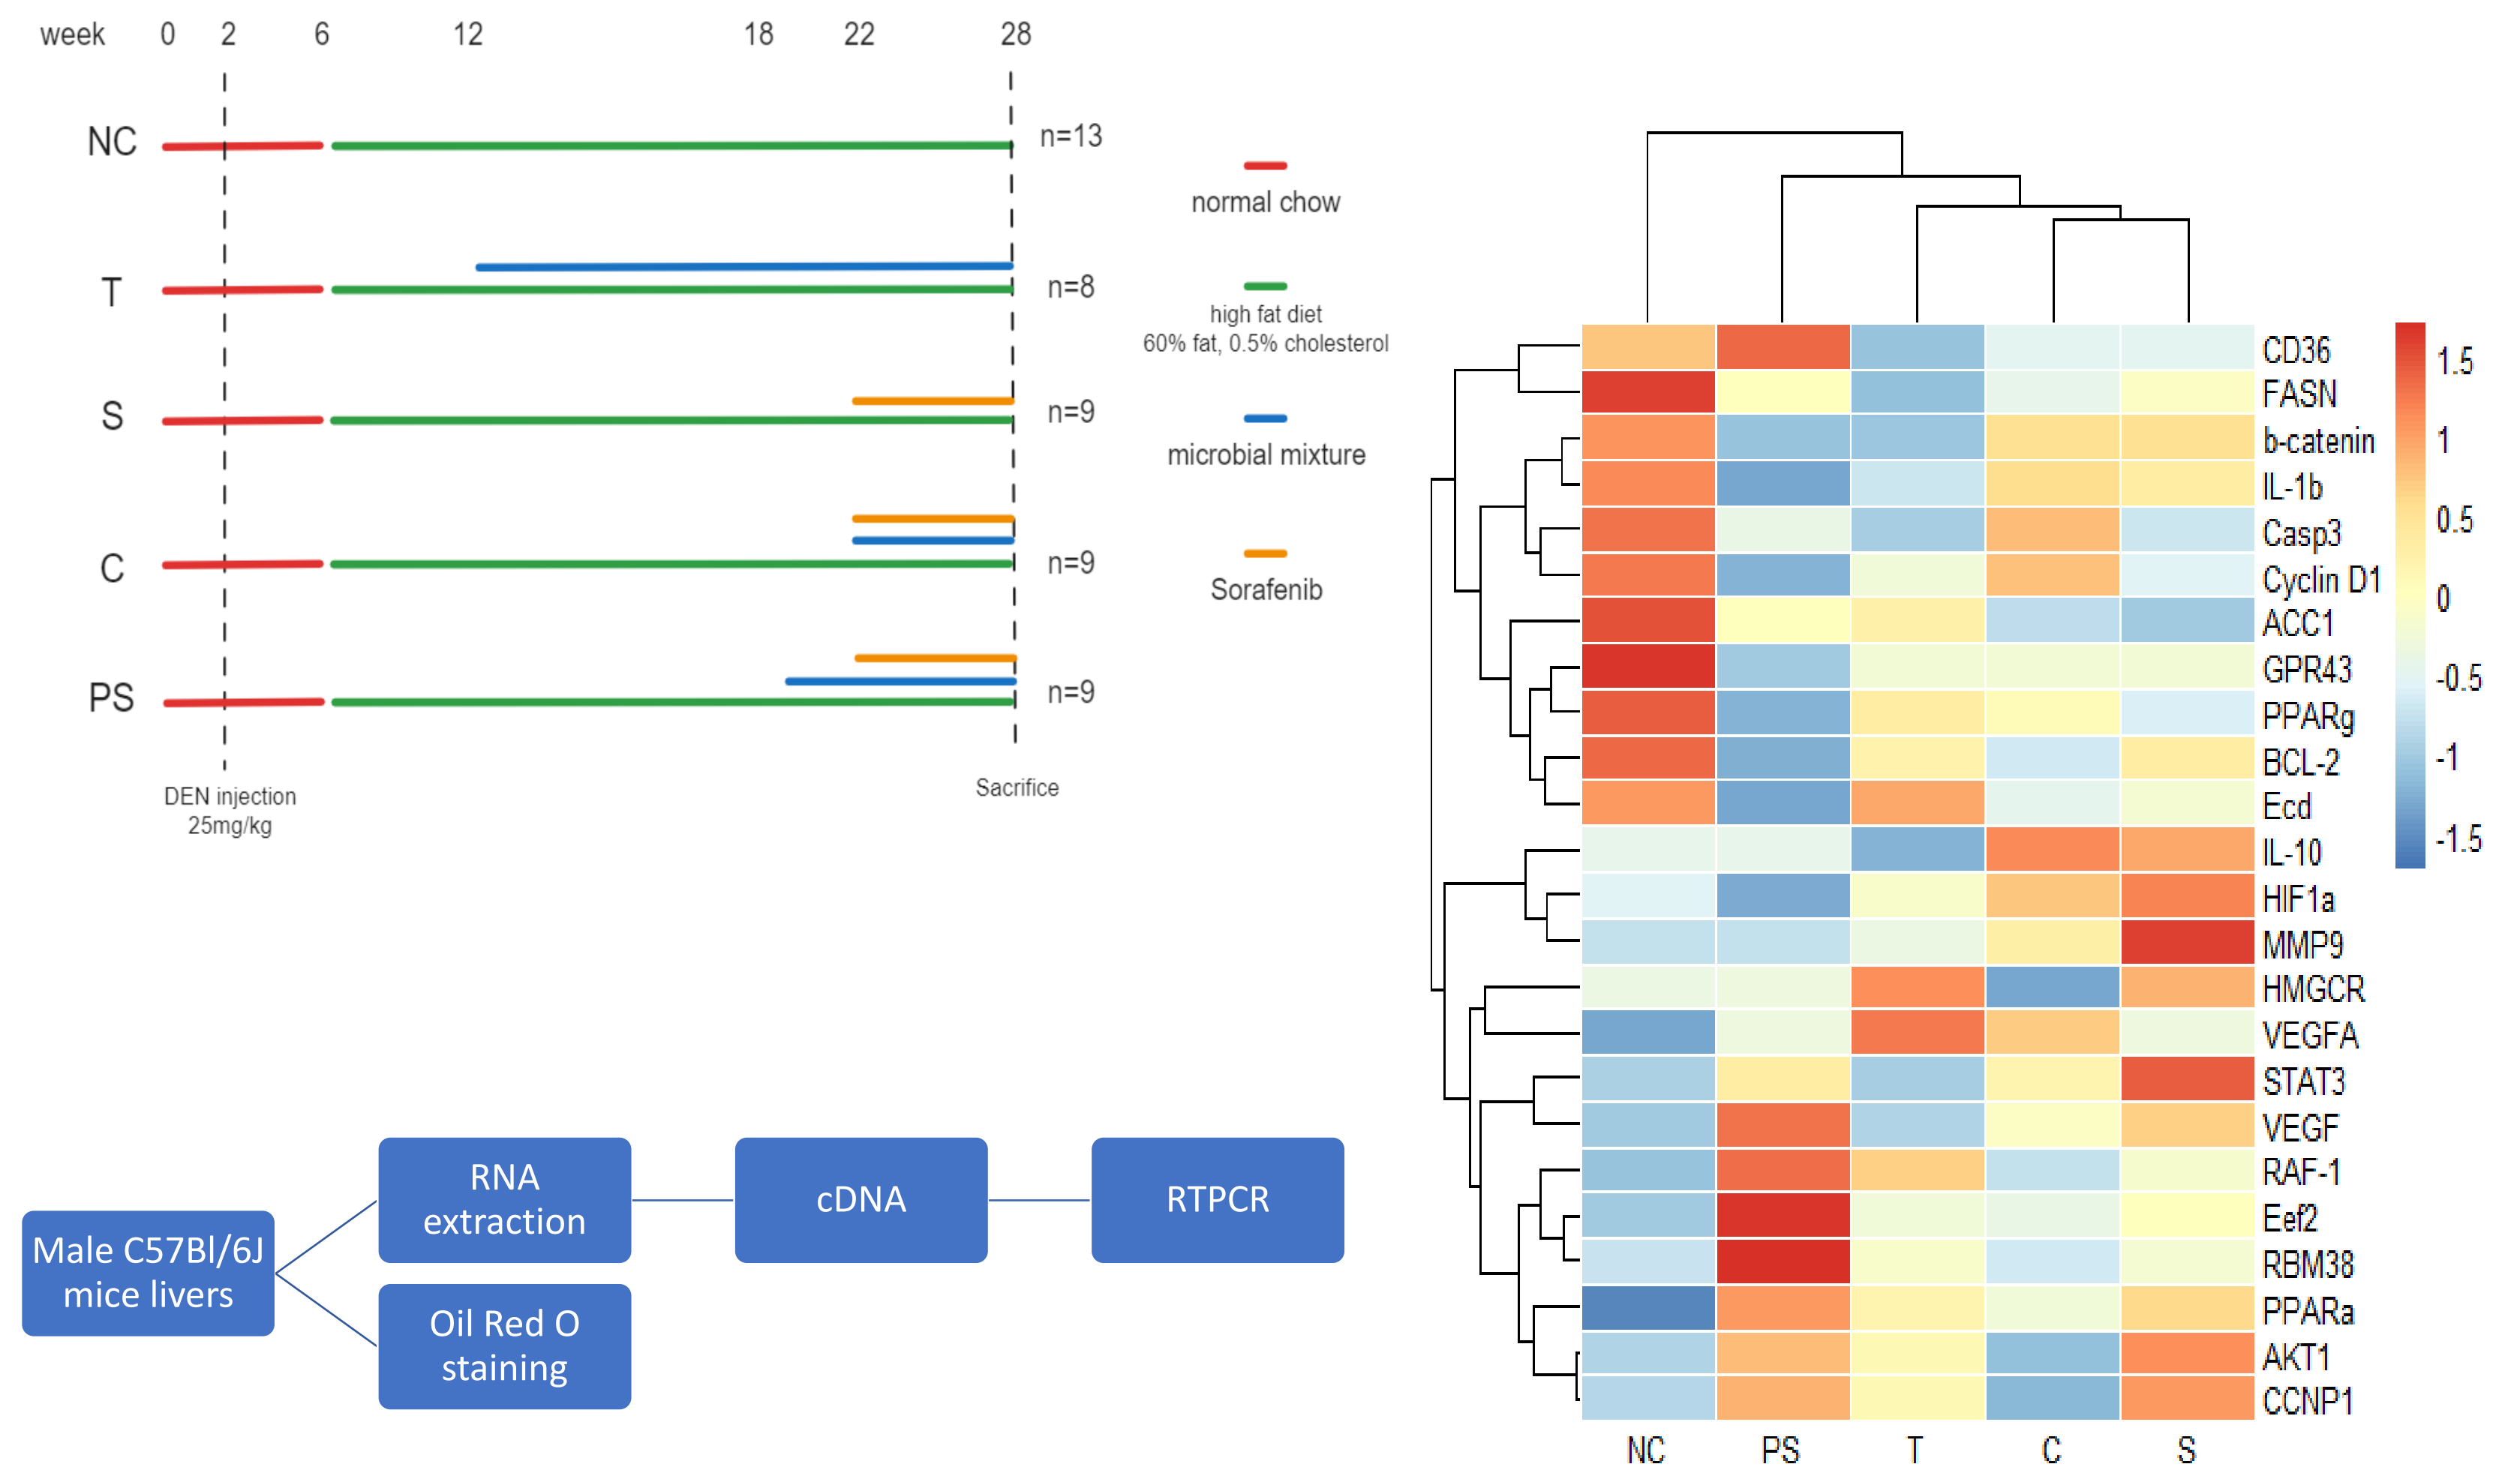 week 0 2 6 12 18 22 28
NC
n=13
T
n=8
S
n=9
C
n=9
PS
n=9
DEN injection
25mg/kg
Sacrifice
normal chow
high fat diet
60% fat, 0.5% cholesterol
microbial mixture
Sorafenib
Male C57Bl/6J
mice livers
RNA
extraction
cDNA
RTPCR
Oil Red O
staining
CD36
FASN
b-catenin
IL-1b
Casp3
Cyclin D1
ACC1
GPR43
PPARg
BCL-2
Ecd
IL-10
HIF1a
MMP9
HMGCR
VEGFA
STAT3
VEGF
RAF-1
Eef2
RBM38
PPARa
AKT1
CCNP1
NC PS T C S
1.5
1
0.5
0
-0.5
-1
-1.5